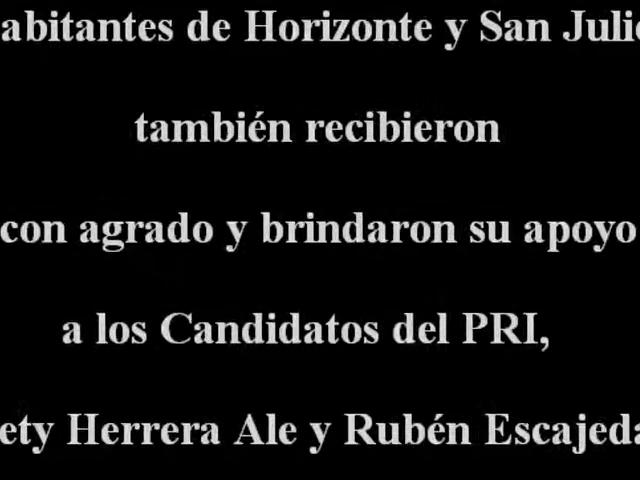 abitantes de Horizonte y San Julio
también recibieron
con agrado y brindaron su apoyo
a los Candidatos del PRI,
ety Herrera Ale y Rubén Escajeda